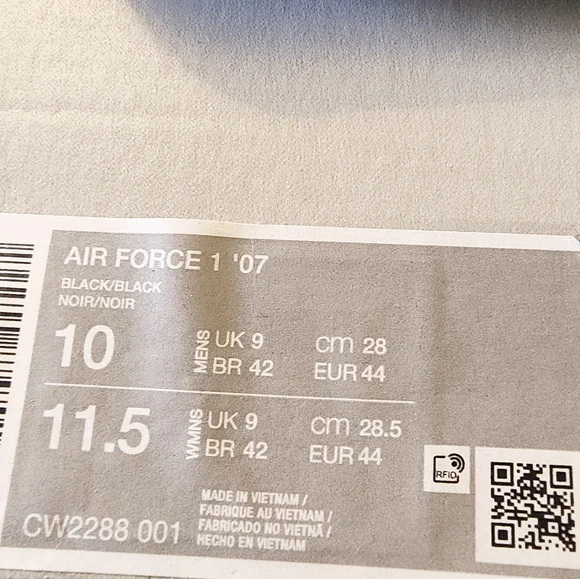 AIR FORCE 1 '07
BLACK/BLACK
NOIR/NOIR
10 MENS UK 9 cm 28
BR 42 EUR 44
11.5 WMNS UK 9 cm 28.5
BR 42 EUR 44
RFID
MADE IN VIETNAM /
FABRIQUE AU VIETNAM /
FABRICADO NO VIETNÃ /
HECHO EN VIETNAM
CW2288 001